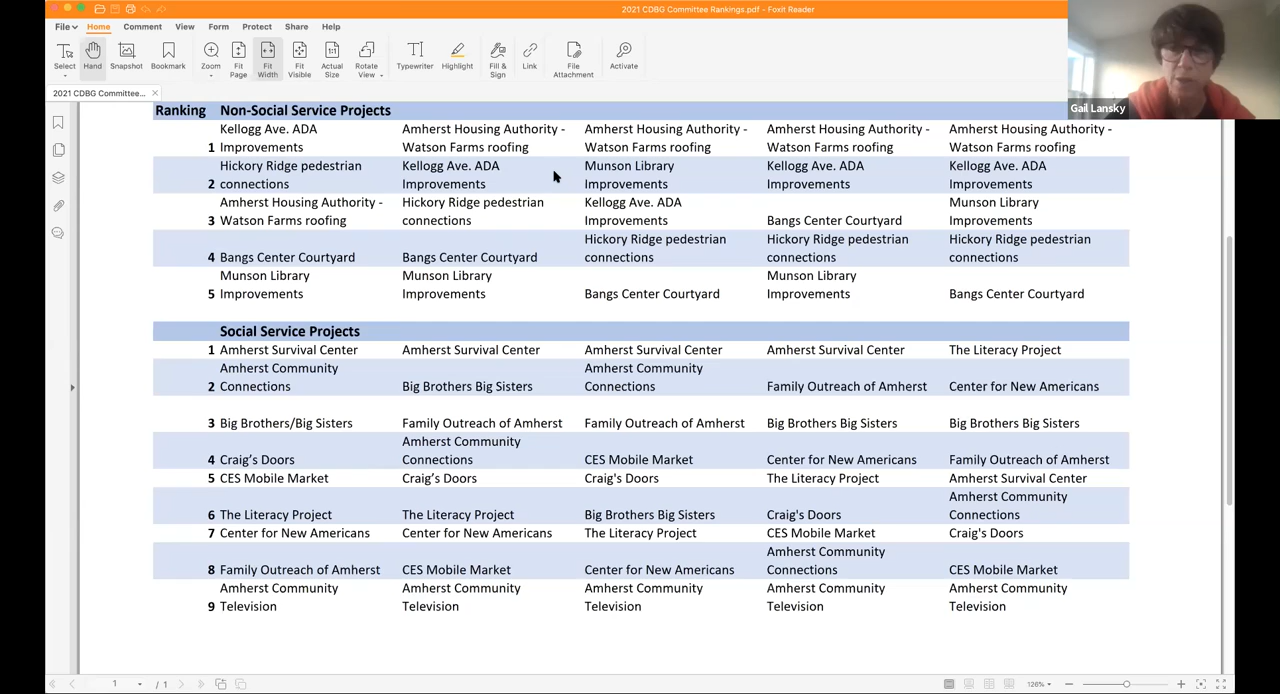 2021 CDBG Committee Rankings.pdf - Foxit Reader
File Home Comment View Form Protect Share Help
Select Hand Snapshot Bookmark Zoom Fit Page Fit Width Fit Visible Actual Size Rotate View Typewriter Highlight Fill & Sign Link File Attachment Activate
2021 CDBG Committee...
Gail Lansky
Ranking Non-Social Service Projects
Kellogg Ave. ADA Amherst Housing Authority - Amherst Housing Authority - Amherst Housing Authority - Amherst Housing Authority -
1 Improvements Watson Farms roofing Watson Farms roofing Watson Farms roofing Watson Farms roofing
Hickory Ridge pedestrian Kellogg Ave. ADA Munson Library Kellogg Ave. ADA Kellogg Ave. ADA
2 connections Improvements Improvements Improvements Improvements
Amherst Housing Authority - Hickory Ridge pedestrian Kellogg Ave. ADA Munson Library
3 Watson Farms roofing connections Improvements Bangs Center Courtyard Improvements
Hickory Ridge pedestrian Hickory Ridge pedestrian Hickory Ridge pedestrian
4 Bangs Center Courtyard Bangs Center Courtyard connections connections connections
Munson Library Munson Library Munson Library
5 Improvements Improvements Bangs Center Courtyard Improvements Bangs Center Courtyard
Social Service Projects
1 Amherst Survival Center Amherst Survival Center Amherst Survival Center Amherst Survival Center The Literacy Project
Amherst Community Amherst Community
2 Connections Big Brothers Big Sisters Connections Family Outreach of Amherst Center for New Americans
3 Big Brothers/Big Sisters Family Outreach of Amherst Family Outreach of Amherst Big Brothers Big Sisters Big Brothers Big Sisters
Amherst Community
4 Craig's Doors Connections CES Mobile Market Center for New Americans Family Outreach of Amherst
5 CES Mobile Market Craig's Doors Craig's Doors The Literacy Project Amherst Survival Center
Amherst Community
6 The Literacy Project The Literacy Project Big Brothers Big Sisters Craig's Doors Connections
7 Center for New Americans Center for New Americans The Literacy Project CES Mobile Market Craig's Doors
Amherst Community
8 Family Outreach of Amherst CES Mobile Market Center for New Americans Connections CES Mobile Market
Amherst Community Amherst Community Amherst Community Amherst Community Amherst Community
9 Television Television Television Television Television
1 / 1 126%